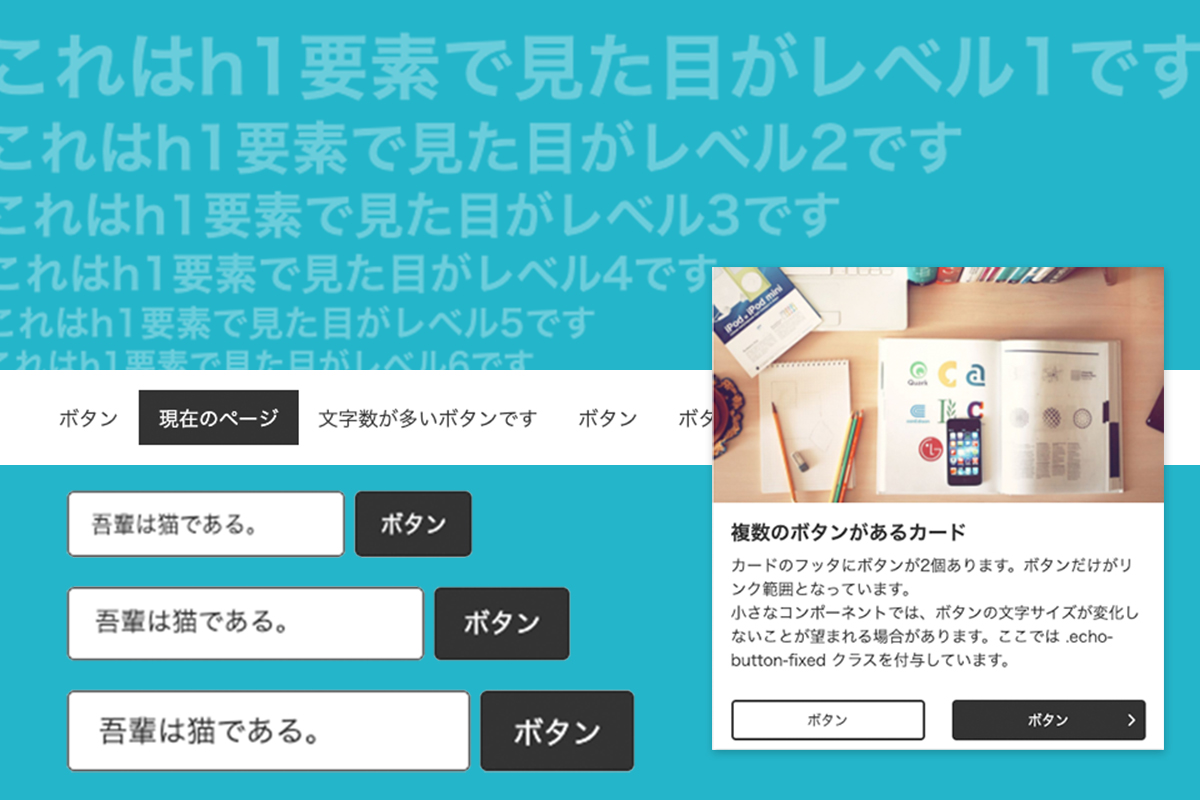 これはh1要素で見た目がレベル1です
これはh1要素で見た目がレベル2です
これはh1要素で見た目がレベル3です
これはh1要素で見た目がレベル4です
これはh1要素で見た目がレベル5です
これはh1要素で見た目がレベル6です
ボタン 現在のページ 文字数が多いボタンです ボタン ボタ
吾輩は猫である。 ボタン
吾輩は猫である。 ボタン
吾輩は猫である。 ボタン
iPod + iPod mini
Quark
複数のボタンがあるカード
カードのフッタにボタンが2個あります。ボタンだけがリ
ンク範囲となっています。
小さなコンポーネントでは、ボタンの文字サイズが変化し
ないことが望まれる場合があります。ここでは .echo-
button-fixed クラスを付与しています。
ボタン ボタン